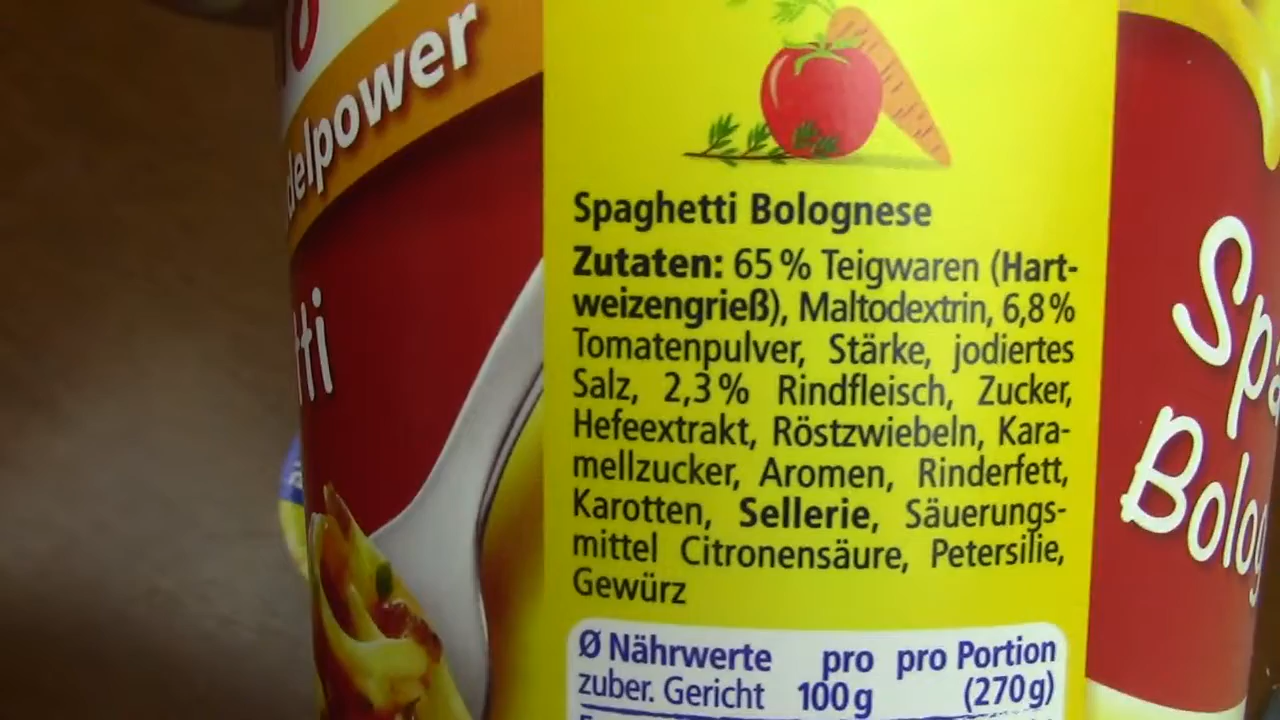 delpower
tti
Spaghetti Bolognese
Zutaten: 65 % Teigwaren (Hart-
weizengrieß), Maltodextrin, 6,8 %
Tomatenpulver, Stärke, jodiertes
Salz, 2,3 % Rindfleisch, Zucker,
Hefeextrakt, Röstzwiebeln, Kara-
mellzucker, Aromen, Rinderfett,
Karotten, Sellerie, Säuerungs-
mittel Citronensäure, Petersilie,
Gewürz
Ø Nährwerte pro pro Portion
zuber. Gericht 100 g (270 g)
Spa
Bolog